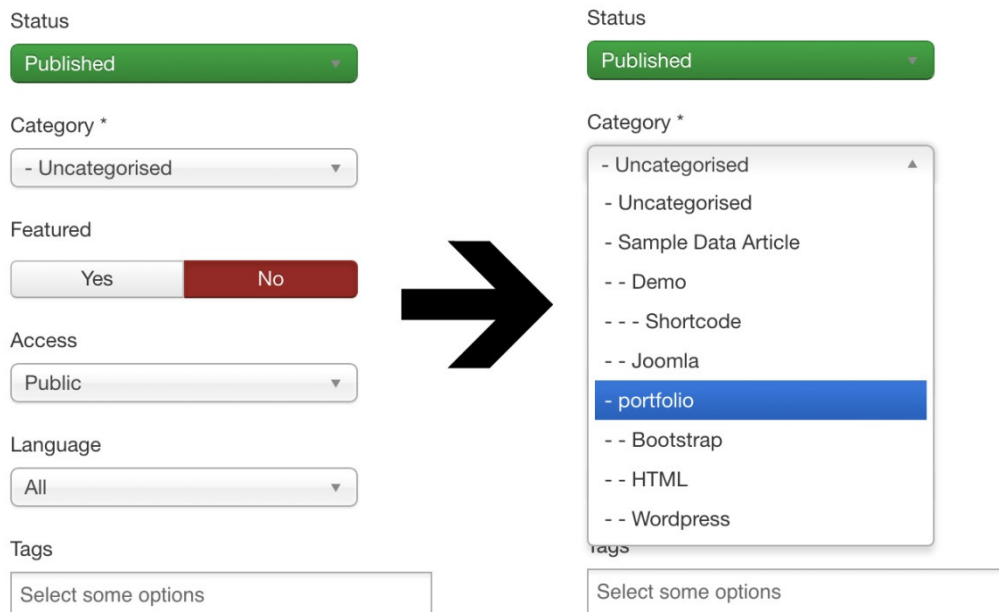 Status
Published
Category *
- Uncategorised
Featured
Yes No
Access
Public
Language
All
Tags
Select some options
Status
Published
Category *
- Uncategorised
- Uncategorised
- Sample Data Article
- - Demo
- - - Shortcode
- - Joomla
- portfolio
- - Bootstrap
- - HTML
- - Wordpress
Tags
Select some options